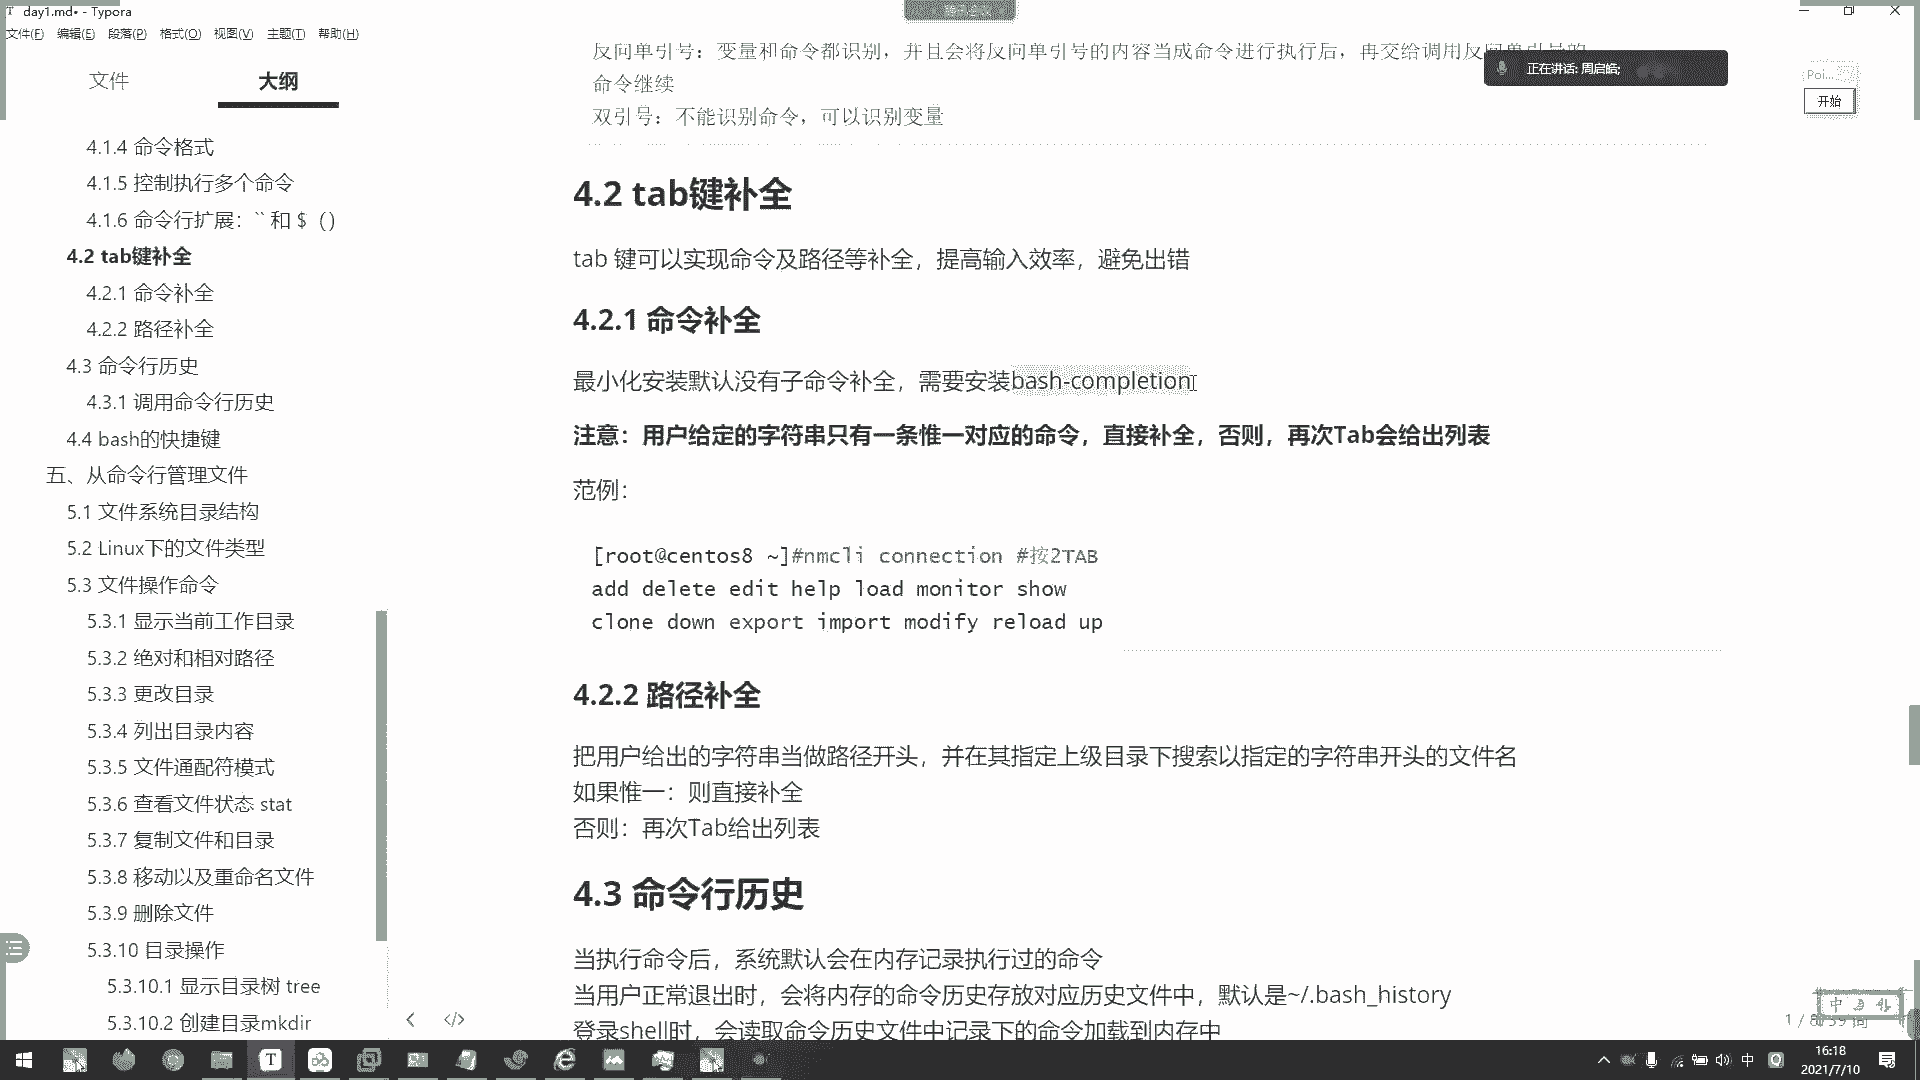 day1.md• - Typora
文件(F) 编辑(E) 段落(P) 格式(O) 视图(V) 主题(T) 帮助(H)
文件 大纲
4.1.4 命令格式
4.1.5 控制执行多个命令
4.1.6 命令行扩展：`` 和 $（）
4.2 tab键补全
4.2.1 命令补全
4.2.2 路径补全
4.3 命令行历史
4.3.1 调用命令行历史
4.4 bash的快捷键
五、从命令行管理文件
5.1 文件系统目录结构
5.2 Linux下的文件类型
5.3 文件操作命令
5.3.1 显示当前工作目录
5.3.2 绝对和相对路径
5.3.3 更改目录
5.3.4 列出目录内容
5.3.5 文件通配符模式
5.3.6 查看文件状态 stat
5.3.7 复制文件和目录
5.3.8 移动以及重命名文件
5.3.9 删除文件
5.3.10 目录操作
5.3.10.1 显示目录树 tree
5.3.10.2 创建目录mkdir
反向单引号：变量和命令都识别，并且会将反向单引号的内容当成命令进行执行后，再交给调用反向单引号的
命令继续
双引号：不能识别命令，可以识别变量
正在讲话: 周启皓;
Poi...
开始
4.2 tab键补全
tab 键可以实现命令及路径等补全，提高输入效率，避免出错
4.2.1 命令补全
最小化安装默认没有子命令补全，需要安装bash-completion
注意：用户给定的字符串只有一条惟一对应的命令，直接补全，否则，再次Tab会给出列表
范例：
[root@centos8 ~]#nmcli connection #按2TAB
add delete edit help load monitor show
clone down export import modify reload up
4.2.2 路径补全
把用户给出的字符串当做路径开头，并在其指定上级目录下搜索以指定的字符串开头的文件名
如果惟一：则直接补全
否则：再次Tab给出列表
4.3 命令行历史
当执行命令后，系统默认会在内存记录执行过的命令
当用户正常退出时，会将内存的命令历史存放对应历史文件中，默认是~/.bash_history
登录shell时，会读取命令历史文件中记录下的命令加载到内存中
中
16:18
2021/7/10